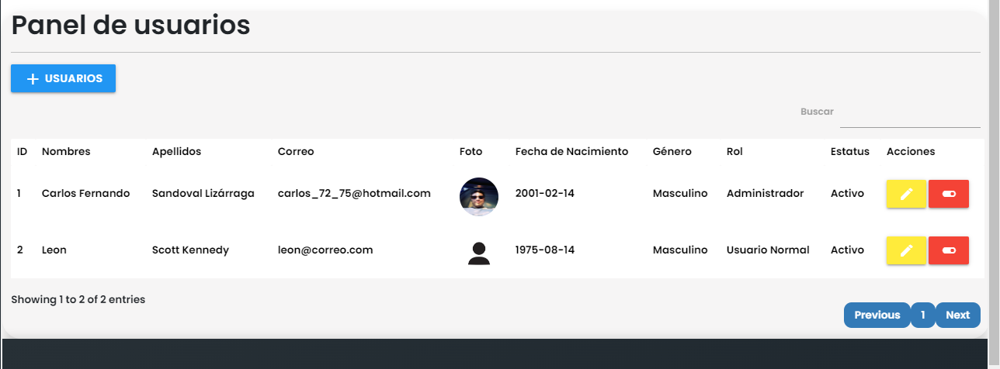 Panel de usuarios
+ USUARIOS
Buscar
ID Nombres Apellidos Correo Foto Fecha de Nacimiento Género Rol Estatus Acciones
1 Carlos Fernando Sandoval Lizárraga carlos_72_75@hotmail.com 2001-02-14 Masculino Administrador Activo
2 Leon Scott Kennedy leon@correo.com 1975-08-14 Masculino Usuario Normal Activo
Showing 1 to 2 of 2 entries
Previous 1 Next